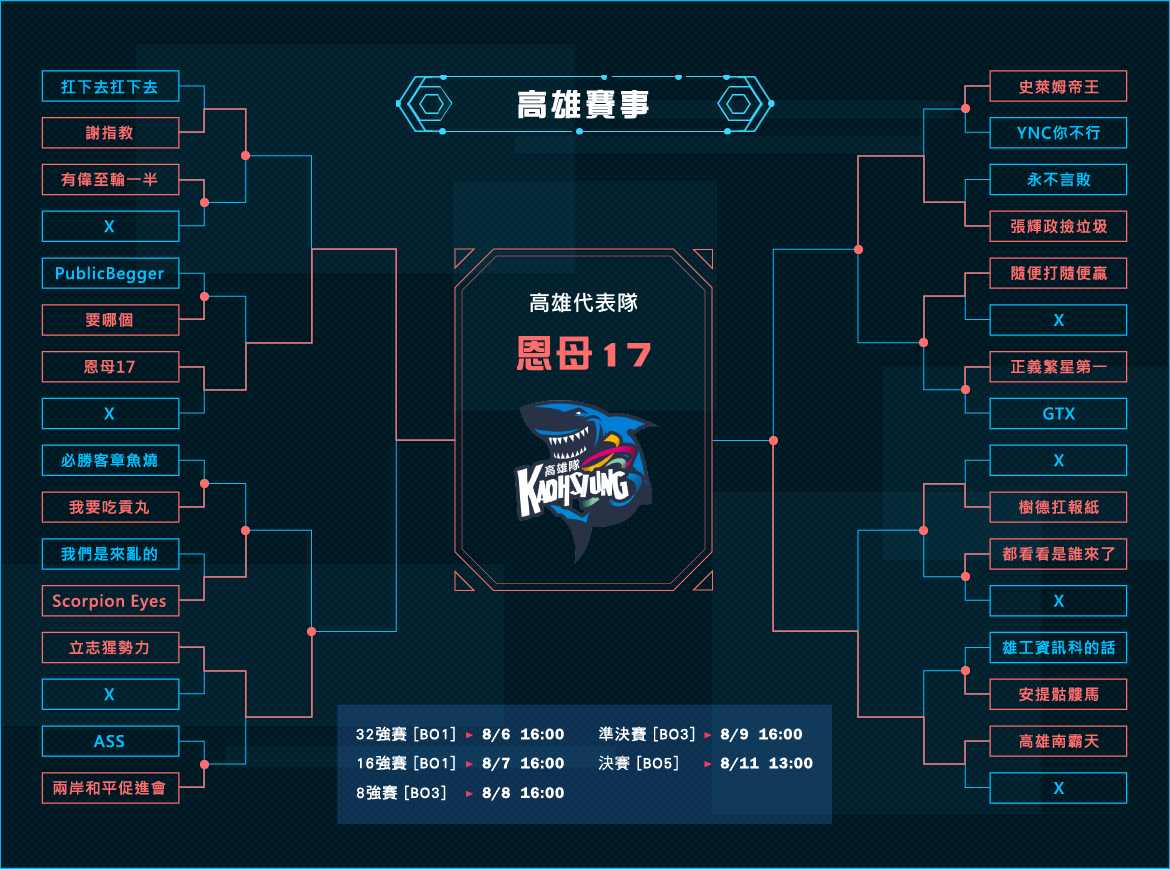 高雄賽事
扛下去扛下去
謝指教
有偉至輸一半
X
PublicBegger
要哪個
恩母17
X
必勝客章魚燒
我要吃貢丸
我們是來亂的
Scorpion Eyes
立志猩勢力
X
ASS
兩岸和平促進會
高雄代表隊
恩母17
高雄隊
KAOHSIUNG
史萊姆帝王
YNC你不行
永不言敗
張輝政撿垃圾
隨便打隨便贏
X
正義繁星第一
GTX
X
樹德扛報紙
都看看是誰來了
X
雄工資訊科的話
安提骷髏馬
高雄南霸天
X
32強賽 [BO1] ► 8/6 16:00
16強賽 [BO1] ► 8/7 16:00
8強賽 [BO3] ► 8/8 16:00
準決賽 [BO3] ► 8/9 16:00
決賽 [BO5] ► 8/11 13:00